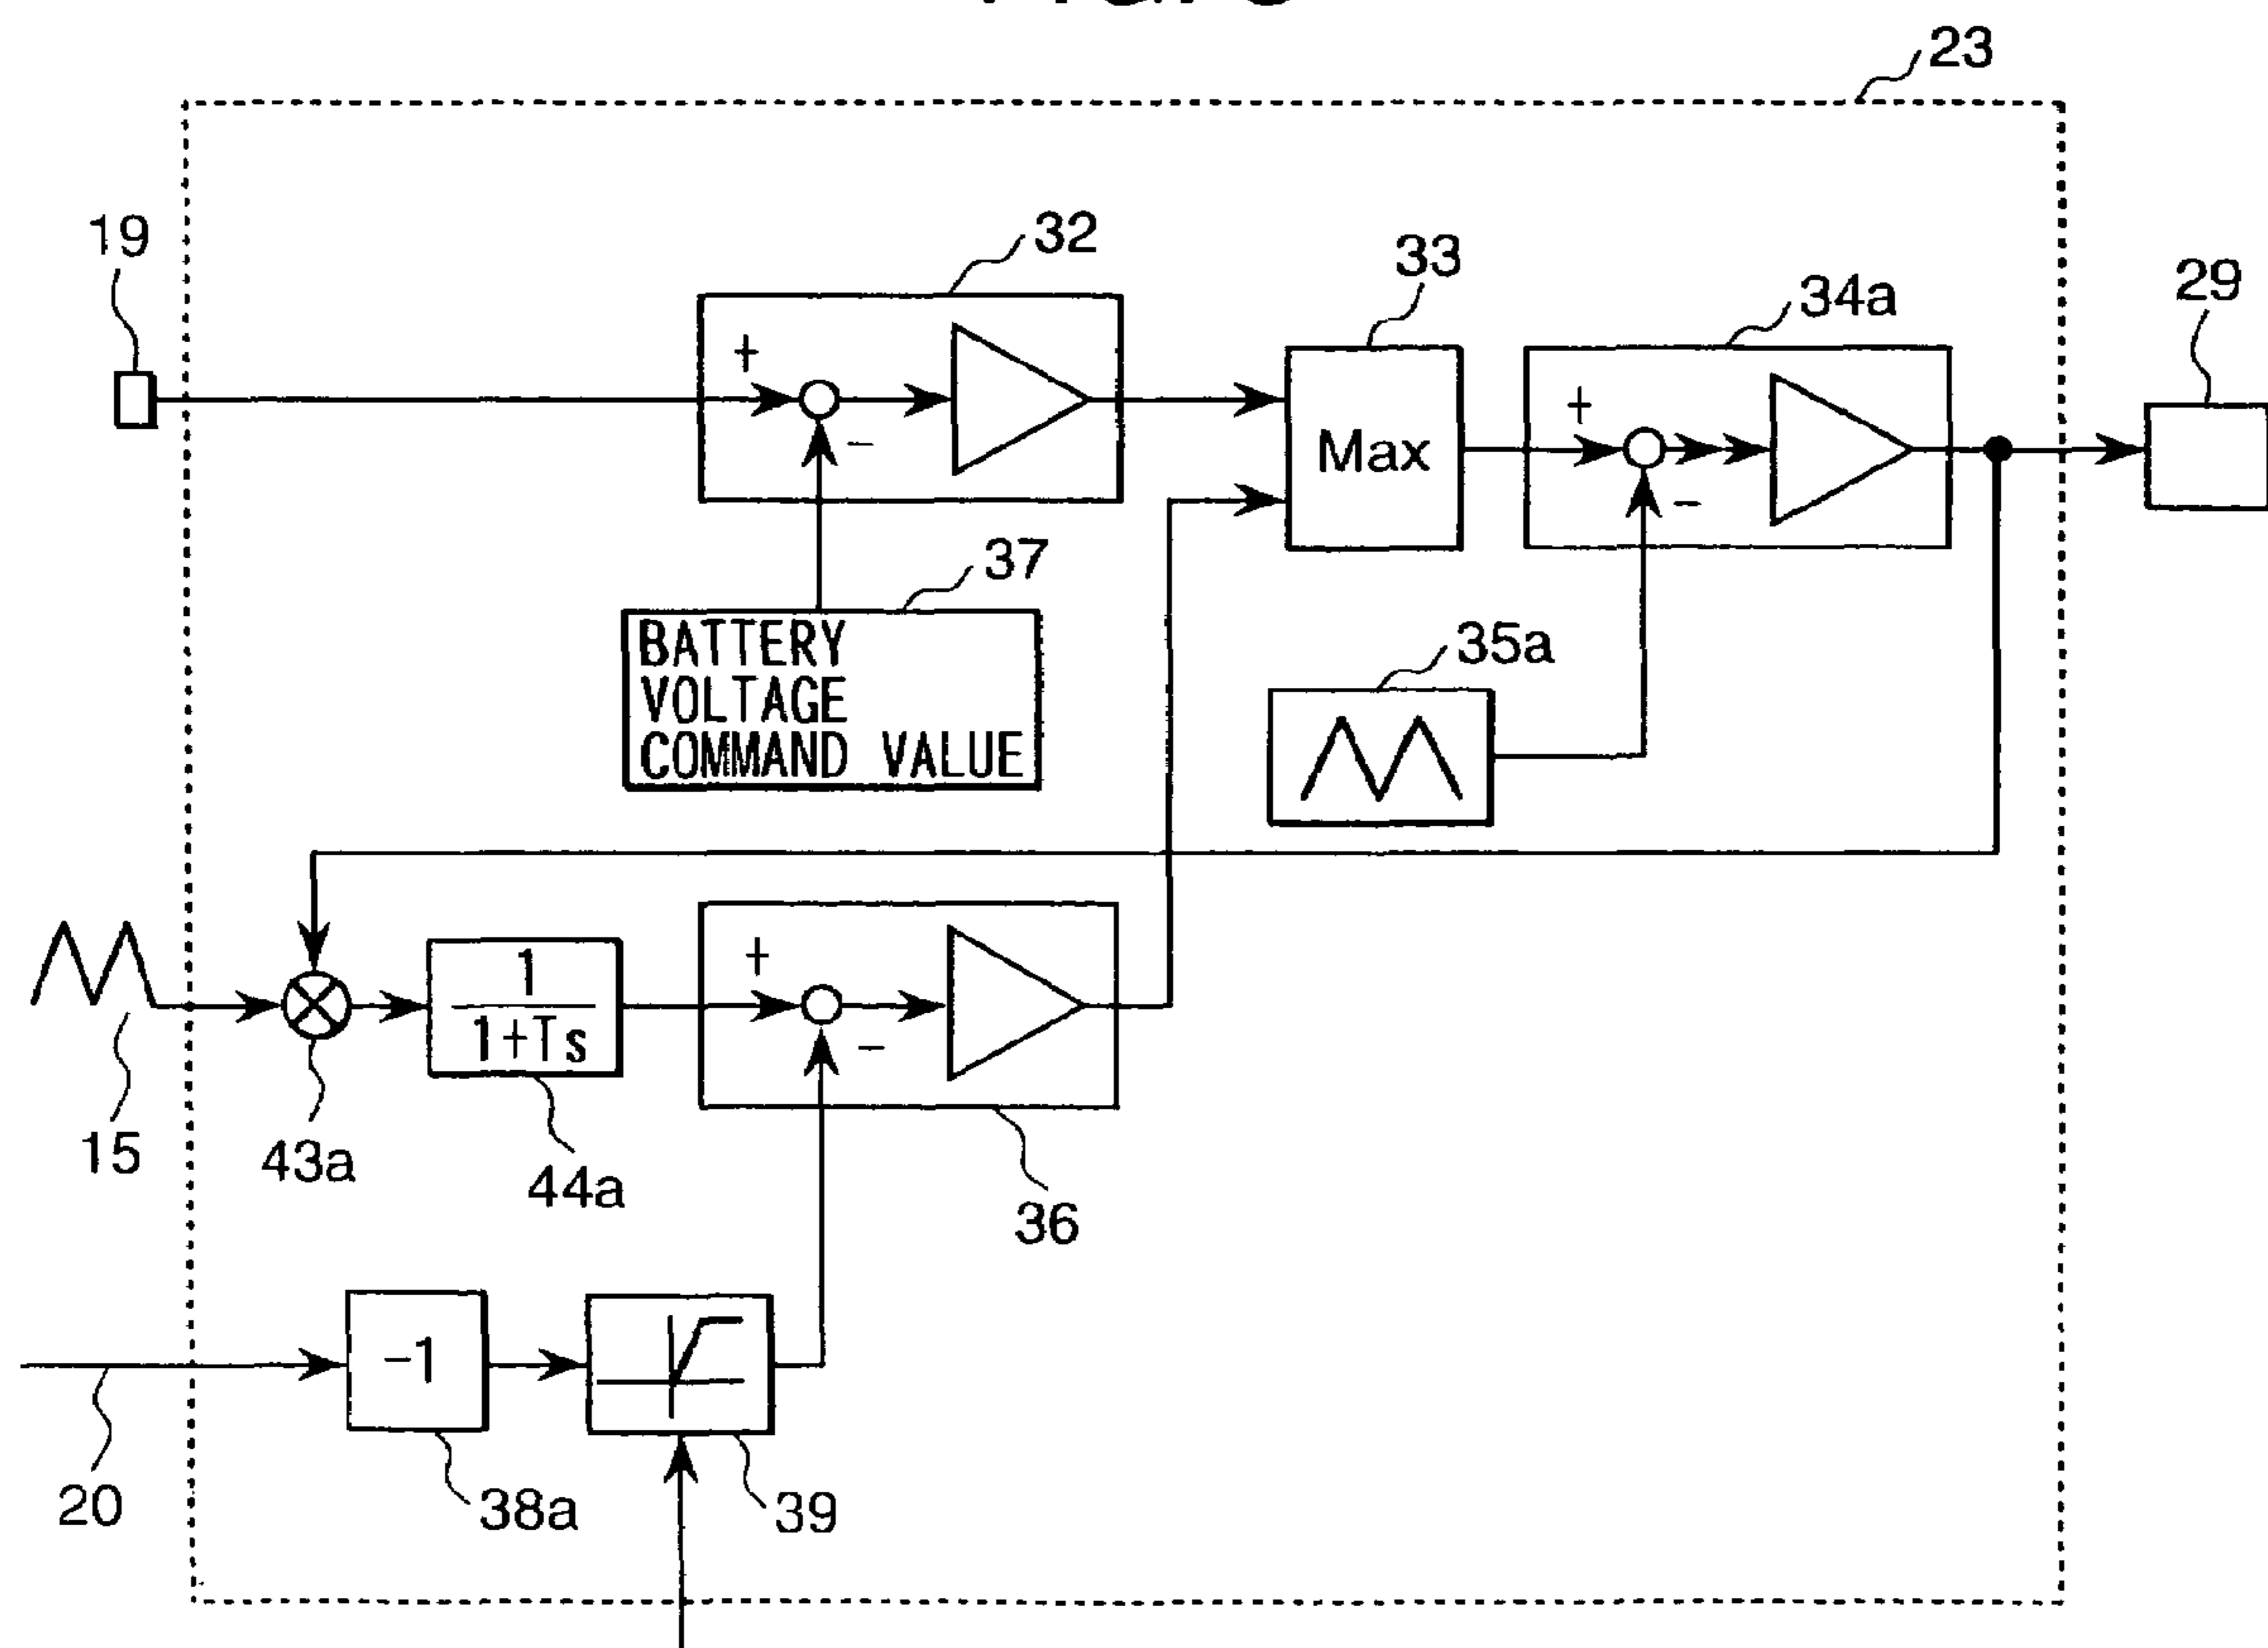 23
19
32
33
34a
29
+
−
+
−
Max
37
BATTERY
VOLTAGE
COMMAND VALUE
35a
15
43a
1
1+Ts
44a
+
−
36
20
−1
38a
39